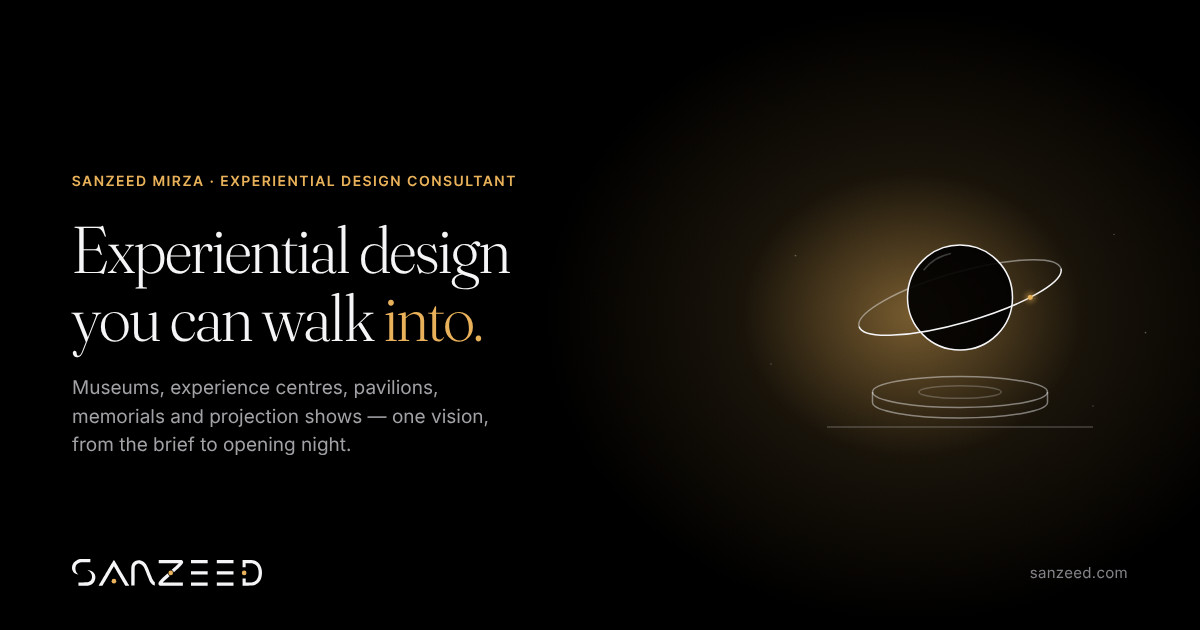 SANZEED MIRZA · EXPERIENTIAL DESIGN CONSULTANT
Experiential design
you can walk into.
Museums, experience centres, pavilions,
memorials and projection shows — one vision,
from the brief to opening night.
SANZEED
sanzeed.com